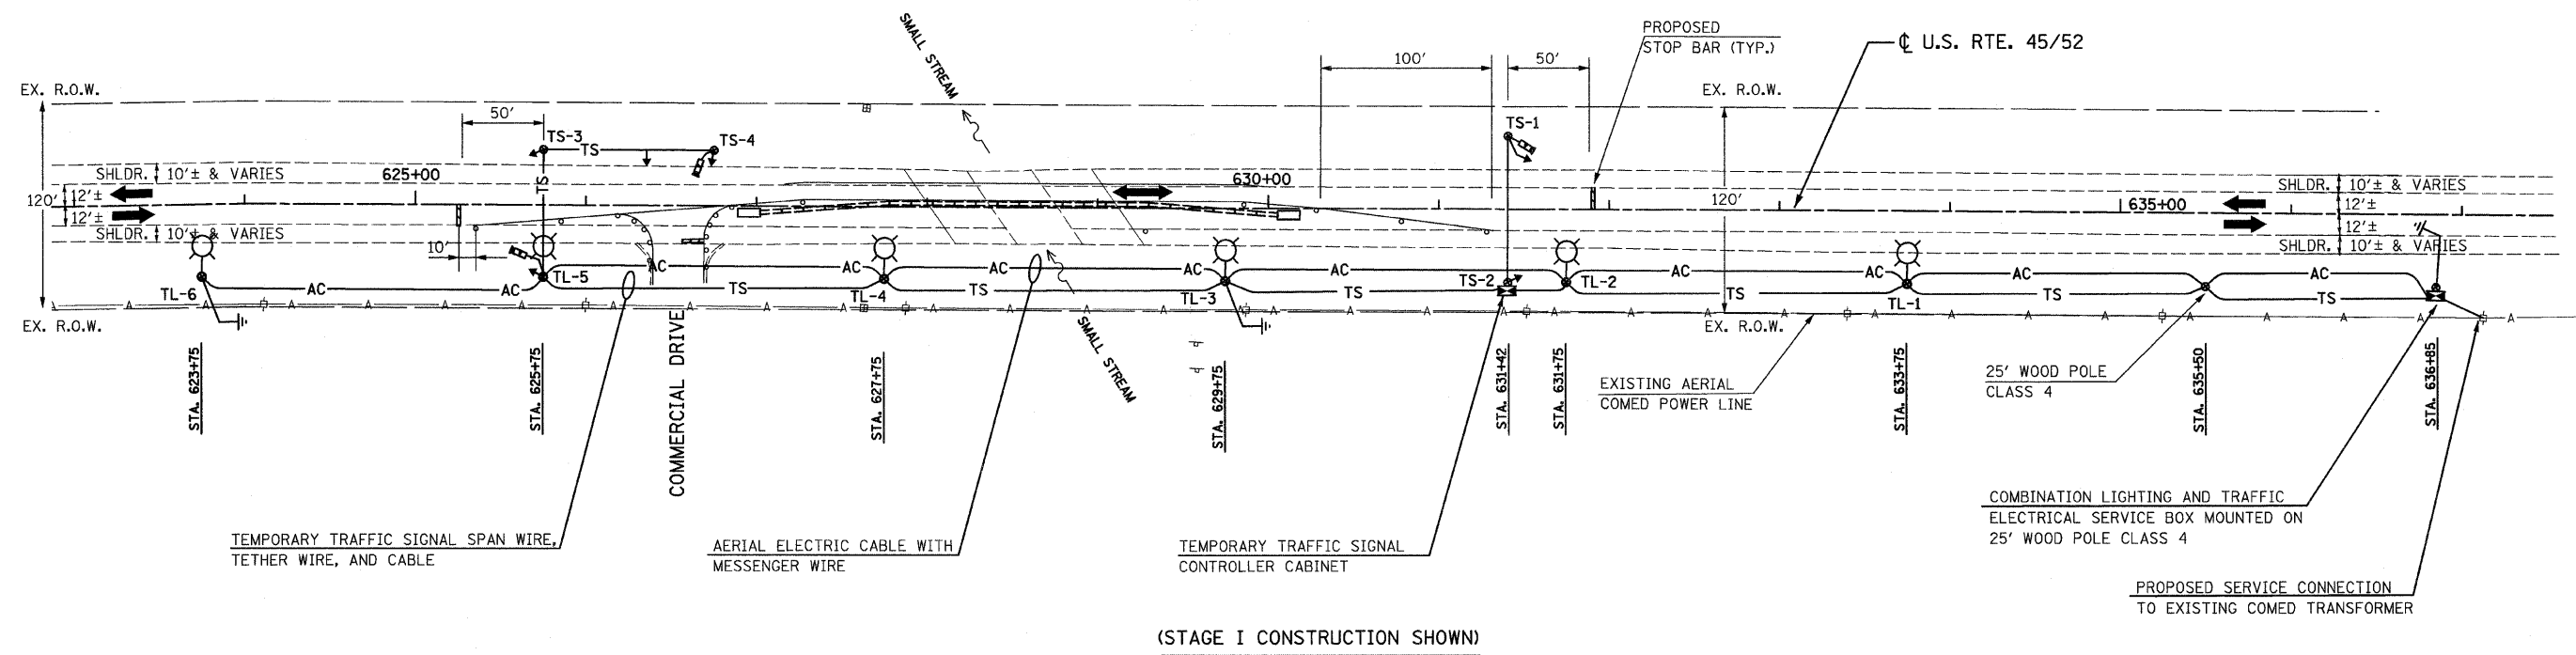 SMALL STREAM
PROPOSED
STOP BAR (TYP.)
℄ U.S. RTE. 45/52
100'
50'
EX. R.O.W.
EX. R.O.W.
50'
TS-3
TS
TS-4
TS-1
TS
SHLDR. 10'± & VARIES
625+00
630+00
SHLDR. 10'± & VARIES
120'
12'±
12'±
120'
635+00
12'±
12'±
SHLDR. 10'± & VARIES
SHLDR. 10'± & VARIES
10'
TL-6
AC
AC
TL-5
AC
TS
AC
TL-4
AC
TS
AC
TL-3
AC
TS
TS-2
TL-2
AC
TS
AC
TL-1
AC
TS
AC
TS
EX. R.O.W.
EX. R.O.W.
A A A A A A A A A A A A A A A A A A A A
SMALL STREAM
COMMERCIAL DRIVE
STA. 623+75
STA. 625+75
STA. 627+75
STA. 629+75
STA. 631+42
STA. 631+75
STA. 633+75
STA. 635+50
STA. 636+85
EXISTING AERIAL
COMED POWER LINE
25' WOOD POLE
CLASS 4
TEMPORARY TRAFFIC SIGNAL SPAN WIRE,
TETHER WIRE, AND CABLE
AERIAL ELECTRIC CABLE WITH
MESSENGER WIRE
TEMPORARY TRAFFIC SIGNAL
CONTROLLER CABINET
COMBINATION LIGHTING AND TRAFFIC
ELECTRICAL SERVICE BOX MOUNTED ON
25' WOOD POLE CLASS 4
PROPOSED SERVICE CONNECTION
TO EXISTING COMED TRANSFORMER
(STAGE I CONSTRUCTION SHOWN)